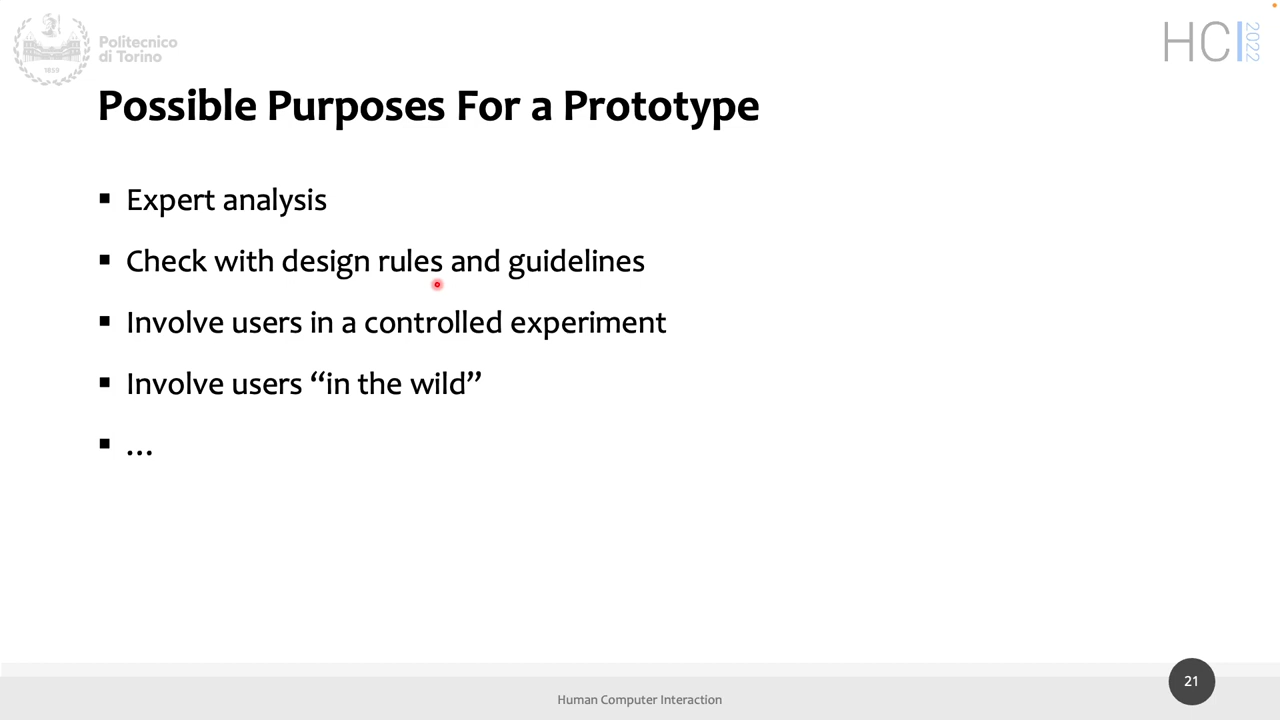 Politecnico
di Torino
1859
HCI 2022
Possible Purposes For a Prototype
▪ Expert analysis
▪ Check with design rules and guidelines
▪ Involve users in a controlled experiment
▪ Involve users “in the wild”
▪ …
21
Human Computer Interaction